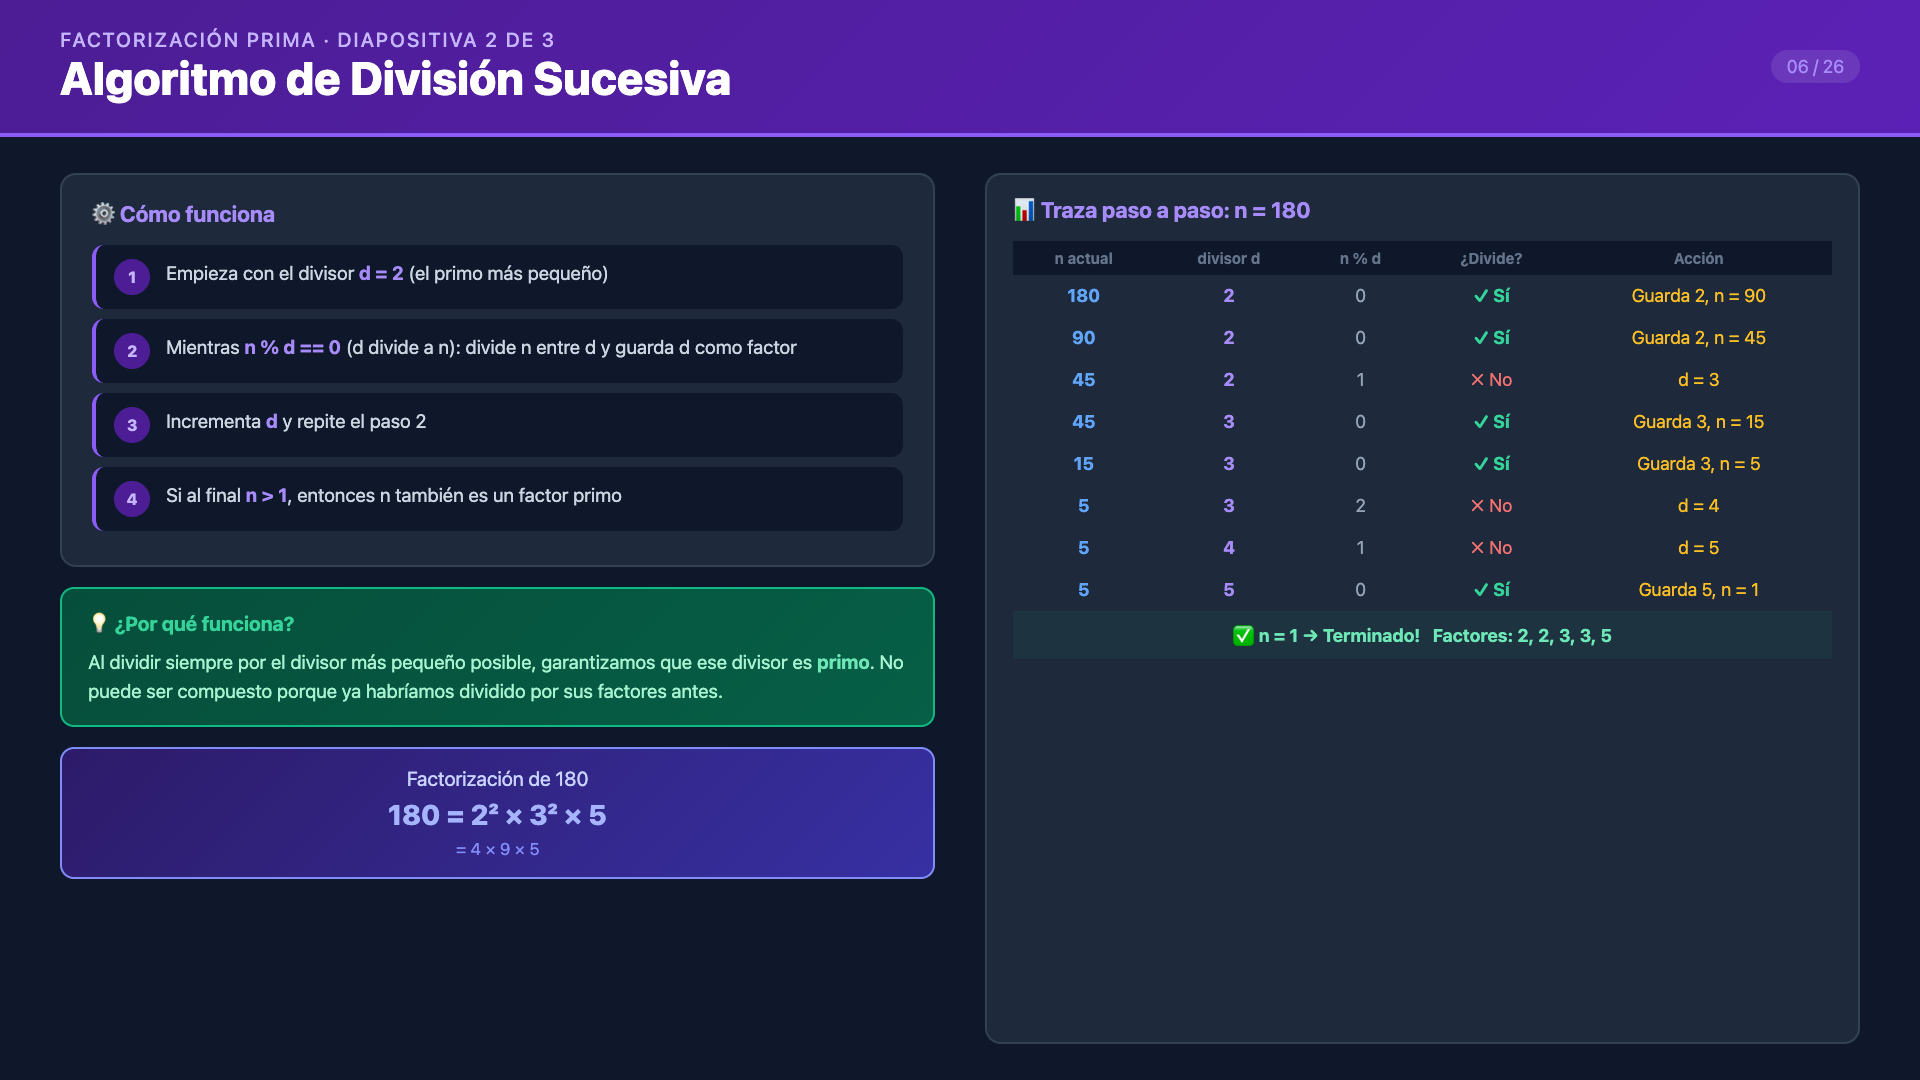 FACTORIZACIÓN PRIMA · DIAPOSITIVA 2 DE 3
Algoritmo de División Sucesiva
06 / 26
⚙️ Cómo funciona
1 Empieza con el divisor d = 2 (el primo más pequeño)
2 Mientras n % d == 0 (d divide a n): divide n entre d y guarda d como factor
3 Incrementa d y repite el paso 2
4 Si al final n > 1, entonces n también es un factor primo
💡 ¿Por qué funciona?
Al dividir siempre por el divisor más pequeño posible, garantizamos que ese divisor es primo. No
puede ser compuesto porque ya habríamos dividido por sus factores antes.
Factorización de 180
180 = 2² × 3² × 5
= 4 × 9 × 5
📊 Traza paso a paso: n = 180
n actual divisor d n % d ¿Divide? Acción
180 2 0 ✓ Sí Guarda 2, n = 90
90 2 0 ✓ Sí Guarda 2, n = 45
45 2 1 ✕ No d = 3
45 3 0 ✓ Sí Guarda 3, n = 15
15 3 0 ✓ Sí Guarda 3, n = 5
5 3 2 ✕ No d = 4
5 4 1 ✕ No d = 5
5 5 0 ✓ Sí Guarda 5, n = 1
✅ n = 1 → Terminado! Factores: 2, 2, 3, 3, 5